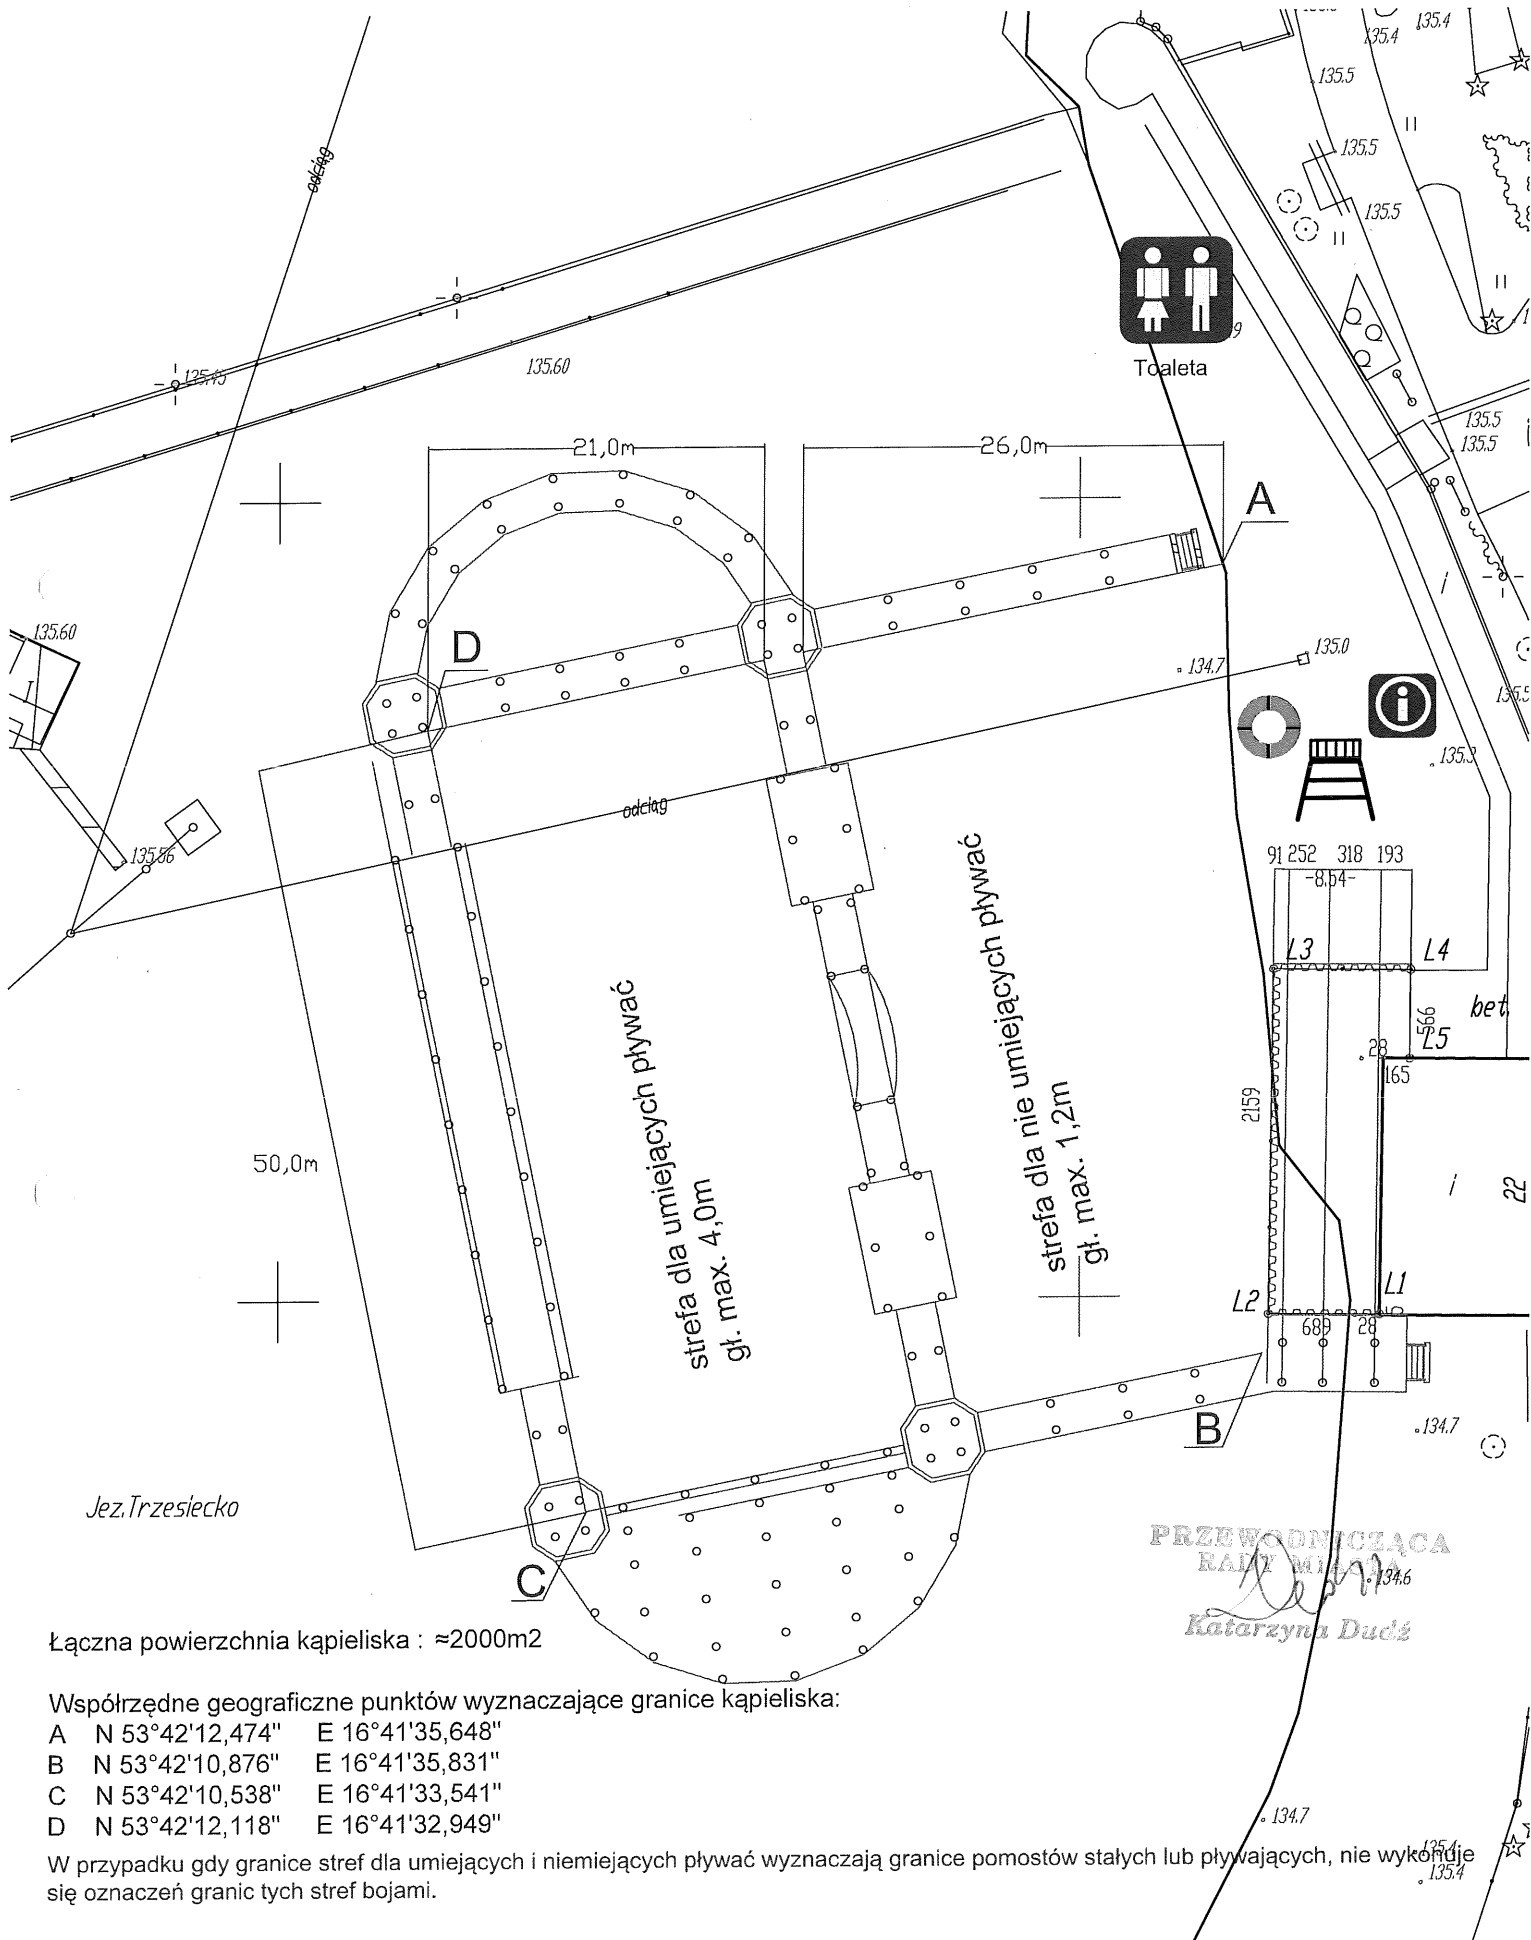 135.4
135.4
135.5
odciąg
135.5
135.5
Toaleta
135.45
135.60
135.5
135.5
21,0m
26,0m
A
i
135.60
D
135.0
134.7
135.5
135.3
odciąg
135.56
91 252 318 193
-8.54-
L3
L4
bet.
566
L5
28
165
strefa dla umiejących pływać
gł. max. 4,0m
strefa dla nie umiejących pływać
gł. max. 1,2m
2159
50,0m
i
22
L2
L1
689
28
B
134.7
Jez.Trzesiecko
C
PRZEWODNICZĄCA
RADY MIASTA
134.6
Katarzyna Dudź
Łączna powierzchnia kąpieliska : ≈2000m2
Współrzędne geograficzne punktów wyznaczające granice kąpieliska:
A N 53°42'12,474" E 16°41'35,648"
B N 53°42'10,876" E 16°41'35,831"
C N 53°42'10,538" E 16°41'33,541"
D N 53°42'12,118" E 16°41'32,949"
134.7
W przypadku gdy granice stref dla umiejących i niemiejących pływać wyznaczają granice pomostów stałych lub pływających, nie wykonuje
się oznaczeń granic tych stref bojami.
135.4
135.4